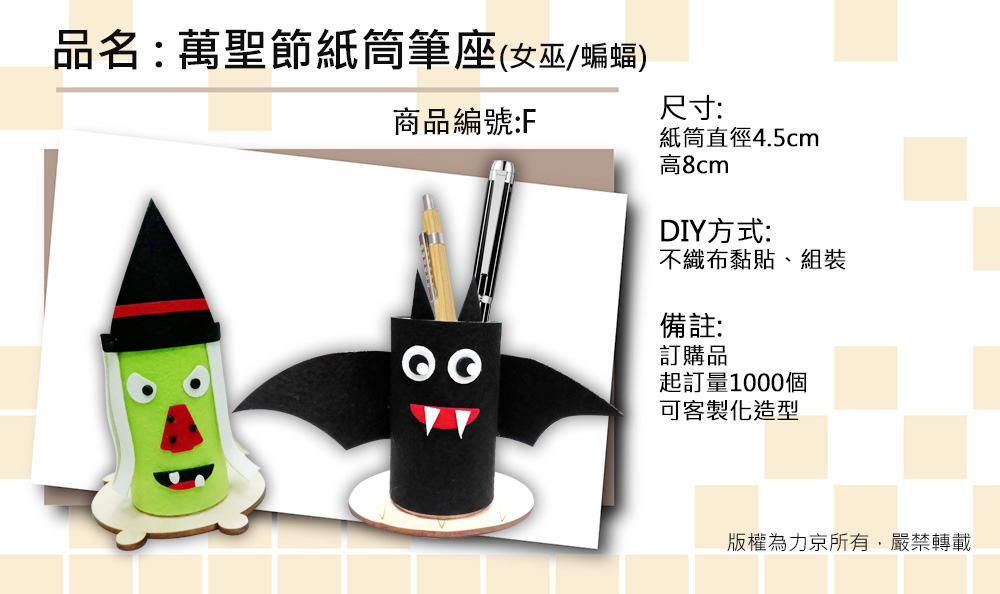 品名 : 萬聖節紙筒筆座(女巫/蝙蝠)
商品編號:F
尺寸:
紙筒直徑4.5cm
高8cm
DIY方式:
不織布黏貼、組裝
備註:
訂購品
起訂量1000個
可客製化造型
版權為力京所有，嚴禁轉載